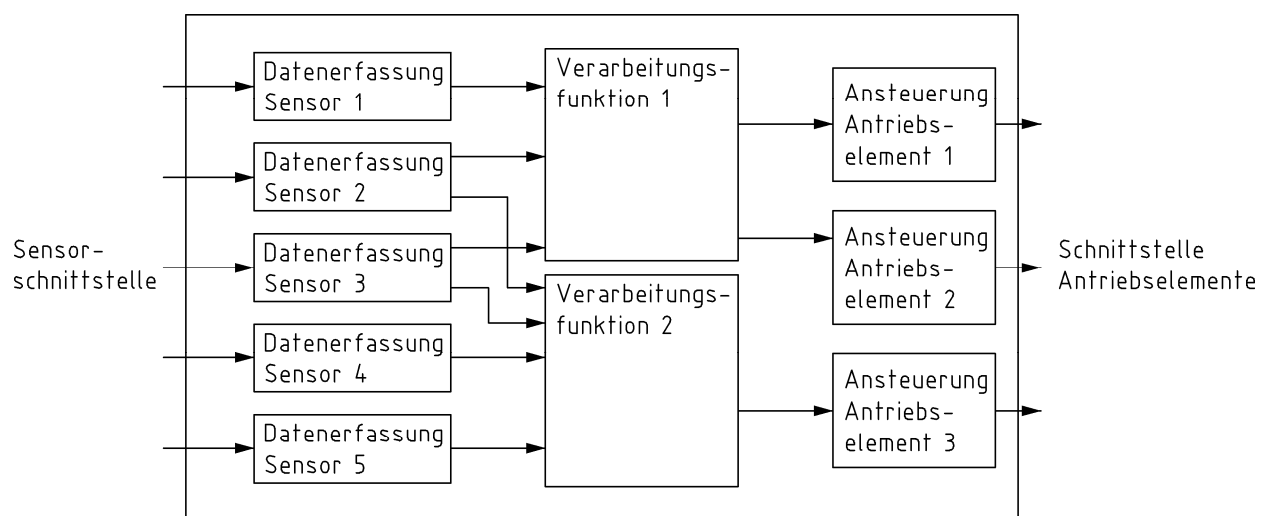 Sensor-
schnittstelle
Datenerfassung
Sensor 1
Datenerfassung
Sensor 2
Datenerfassung
Sensor 3
Datenerfassung
Sensor 4
Datenerfassung
Sensor 5
Verarbeitungs-
funktion 1
Verarbeitungs-
funktion 2
Ansteuerung
Antriebs-
element 1
Ansteuerung
Antriebs-
element 2
Ansteuerung
Antriebs-
element 3
Schnittstelle
Antriebselemente